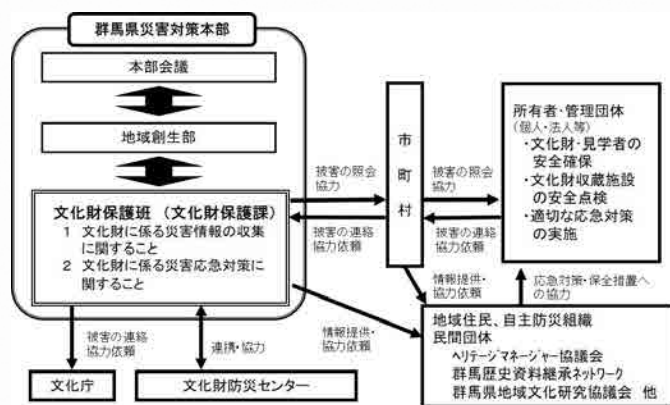 群馬県災害対策本部
本部会議
地域創生部
文化財保護班 (文化財保護課)
1 文化財に係る災害情報の収集
に関すること
2 文化財に係る災害応急対策に
関すること
被害の照会
協力
被害の連絡
協力依頼
市町村
被害の照会
協力
被害の連絡
協力依頼
所有者・管理団体
(個人・法人等)
・文化財・見学者の
安全確保
・文化財収蔵施設
の安全点検
・適切な応急対策
の実施
情報提供・
協力依頼
応急対策・保全措置へ
の協力
被害の連絡
協力依頼
連携・協力
情報提供・
協力依頼
地域住民、自主防災組織
民間団体
ヘリテージマネージャー協議会
群馬歴史資料継承ネットワーク
群馬県地域文化研究協議会 他
文化庁
文化財防災センター